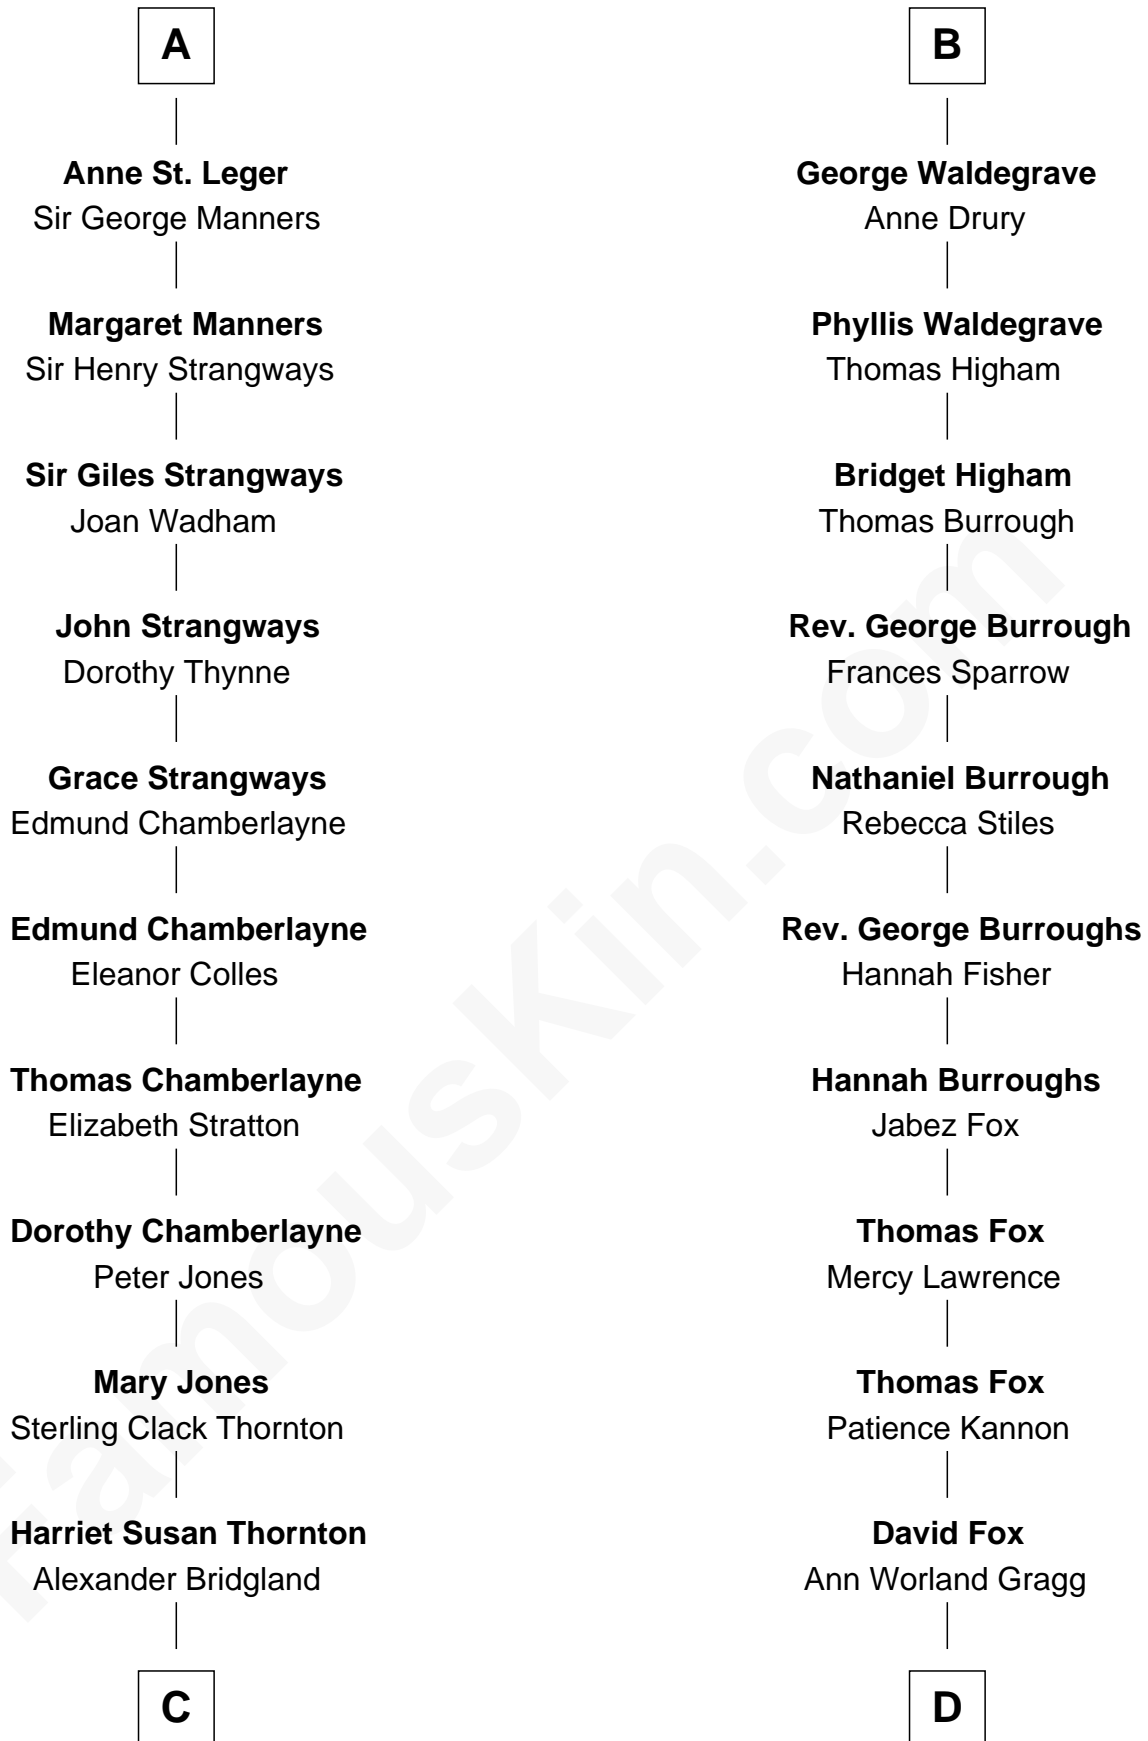 A
Anne St. Leger
Sir George Manners
Margaret Manners
Sir Henry Strangways
Sir Giles Strangways
Joan Wadham
John Strangways
Dorothy Thynne
Grace Strangways
Edmund Chamberlayne
Edmund Chamberlayne
Eleanor Colles
Thomas Chamberlayne
Elizabeth Stratton
Dorothy Chamberlayne
Peter Jones
Mary Jones
Sterling Clack Thornton
Harriet Susan Thornton
Alexander Bridgland
C
B
George Waldegrave
Anne Drury
Phyllis Waldegrave
Thomas Higham
Bridget Higham
Thomas Burrough
Rev. George Burrough
Frances Sparrow
Nathaniel Burrough
Rebecca Stiles
Rev. George Burroughs
Hannah Fisher
Hannah Burroughs
Jabez Fox
Thomas Fox
Mercy Lawrence
Thomas Fox
Patience Kannon
David Fox
Ann Worland Gragg
D
FamousKin.com